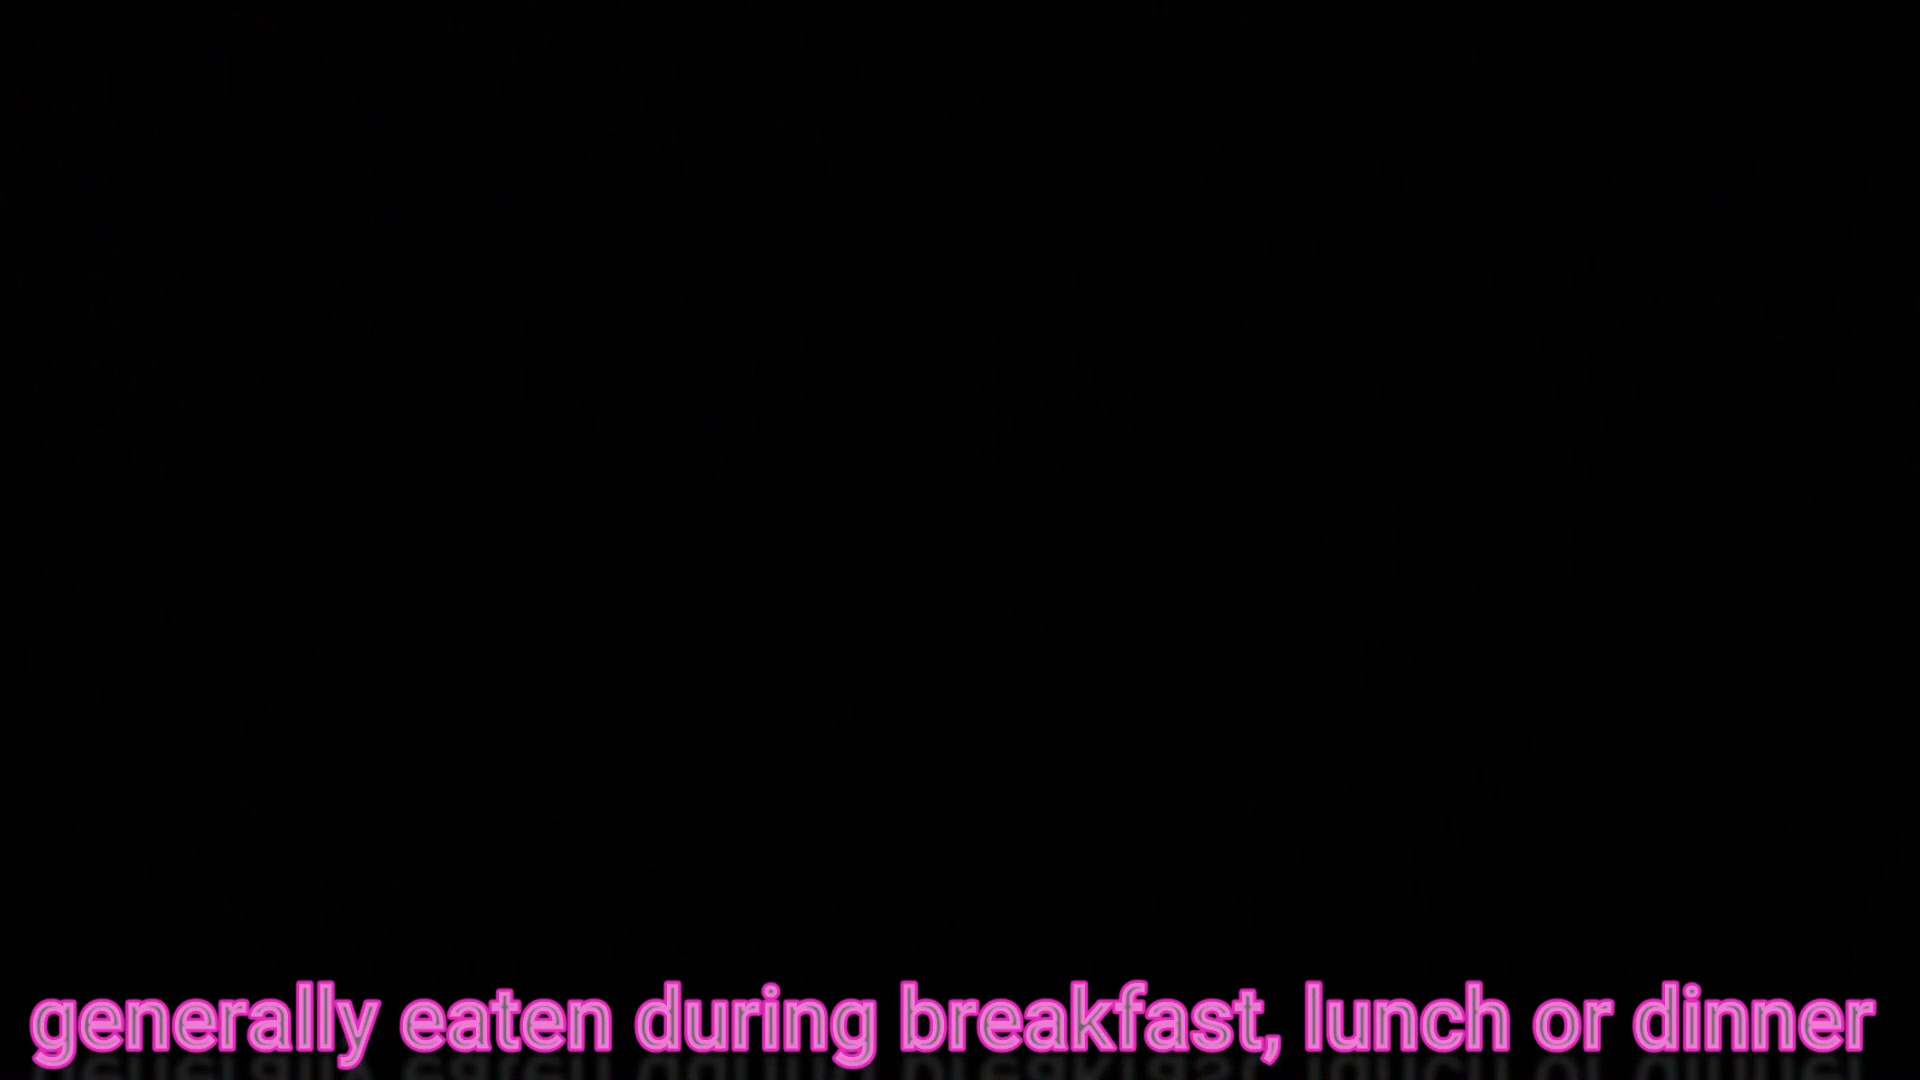 generally eaten during breakfast, lunch or dinner